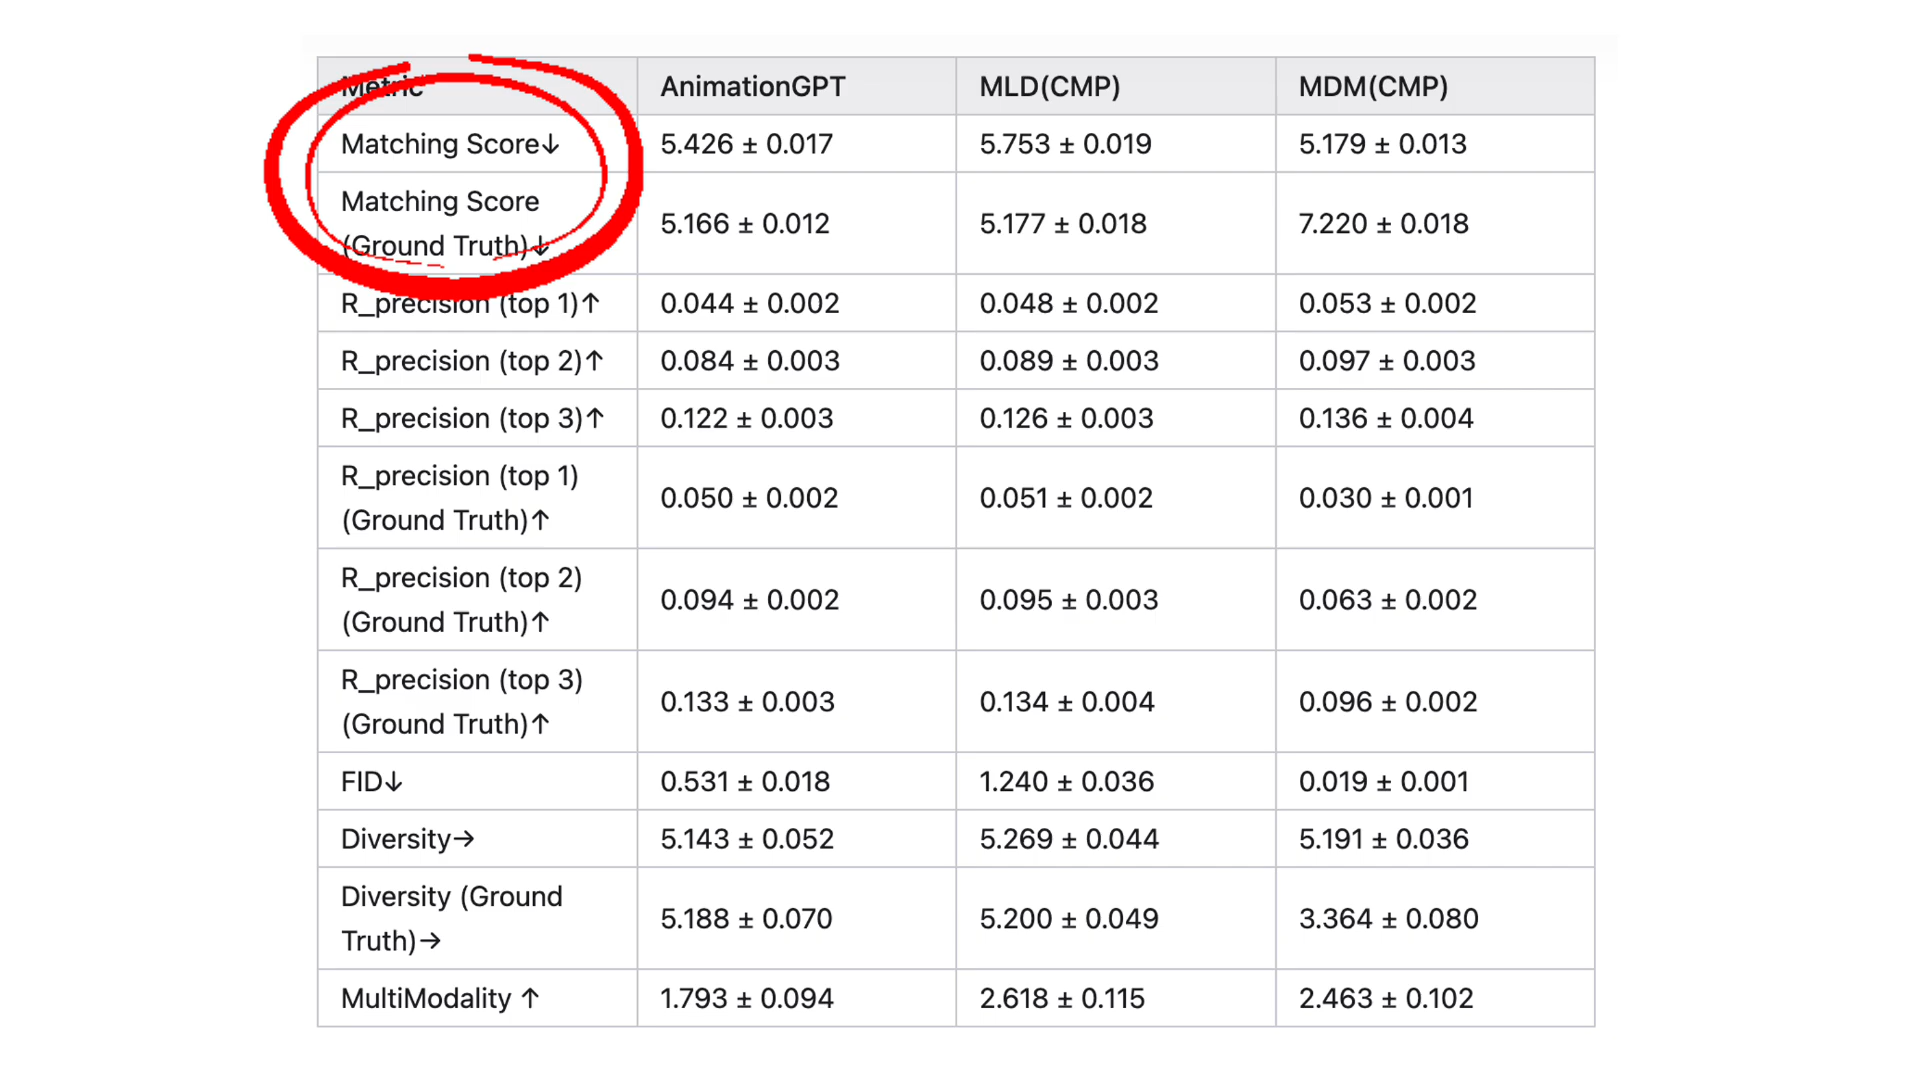 Metric AnimationGPT MLD(CMP) MDM(CMP)
Matching Score↓ 5.426 ± 0.017 5.753 ± 0.019 5.179 ± 0.013
Matching Score
(Ground Truth)↓ 5.166 ± 0.012 5.177 ± 0.018 7.220 ± 0.018
R_precision (top 1)↑ 0.044 ± 0.002 0.048 ± 0.002 0.053 ± 0.002
R_precision (top 2)↑ 0.084 ± 0.003 0.089 ± 0.003 0.097 ± 0.003
R_precision (top 3)↑ 0.122 ± 0.003 0.126 ± 0.003 0.136 ± 0.004
R_precision (top 1)
(Ground Truth)↑ 0.050 ± 0.002 0.051 ± 0.002 0.030 ± 0.001
R_precision (top 2)
(Ground Truth)↑ 0.094 ± 0.002 0.095 ± 0.003 0.063 ± 0.002
R_precision (top 3)
(Ground Truth)↑ 0.133 ± 0.003 0.134 ± 0.004 0.096 ± 0.002
FID↓ 0.531 ± 0.018 1.240 ± 0.036 0.019 ± 0.001
Diversity→ 5.143 ± 0.052 5.269 ± 0.044 5.191 ± 0.036
Diversity (Ground
Truth)→ 5.188 ± 0.070 5.200 ± 0.049 3.364 ± 0.080
MultiModality ↑ 1.793 ± 0.094 2.618 ± 0.115 2.463 ± 0.102